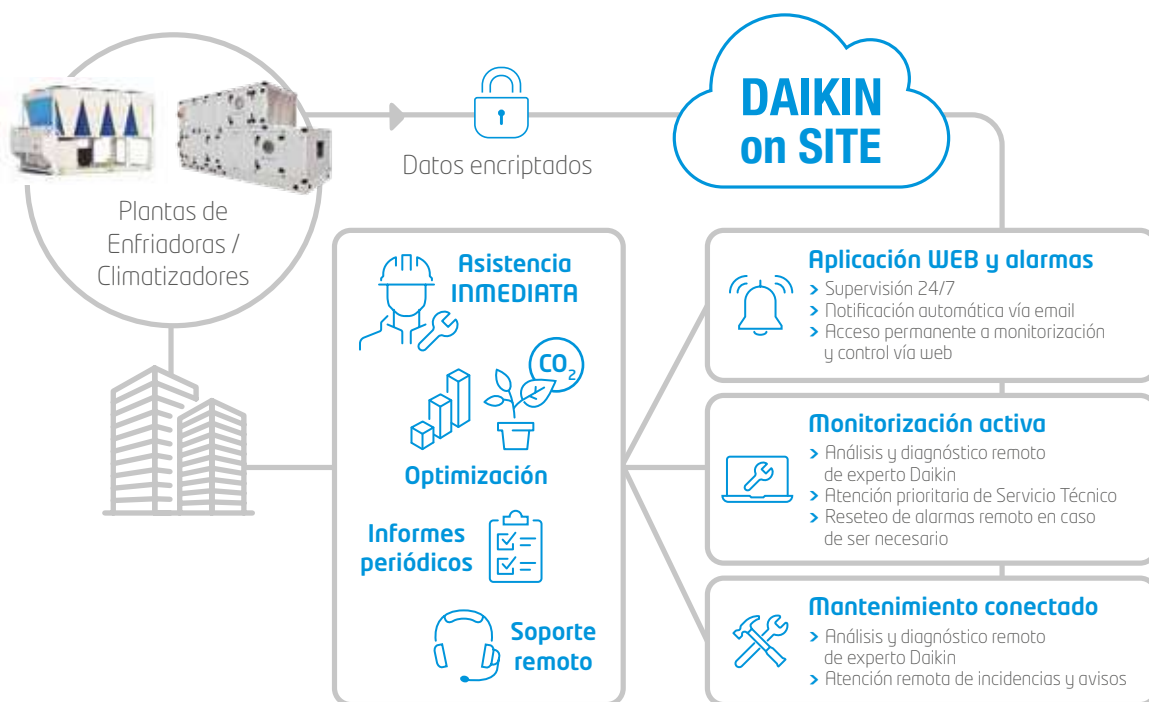 DAIKIN
on SITE
Datos encriptados
Plantas de
Enfriadoras /
Climatizadores
Asistencia
INMEDIATA
CO2
Optimización
Informes
periódicos
Soporte
remoto
Aplicación WEB y alarmas
> Supervisión 24/7
> Notificación automática vía email
> Acceso permanente a monitorización
y control vía web
Monitorización activa
> Análisis y diagnóstico remoto
de experto Daikin
> Atención prioritaria de Servicio Técnico
> Reseteo de alarmas remoto en caso
de ser necesario
Mantenimiento conectado
> Análisis y diagnóstico remoto
de experto Daikin
> Atención remota de incidencias y avisos